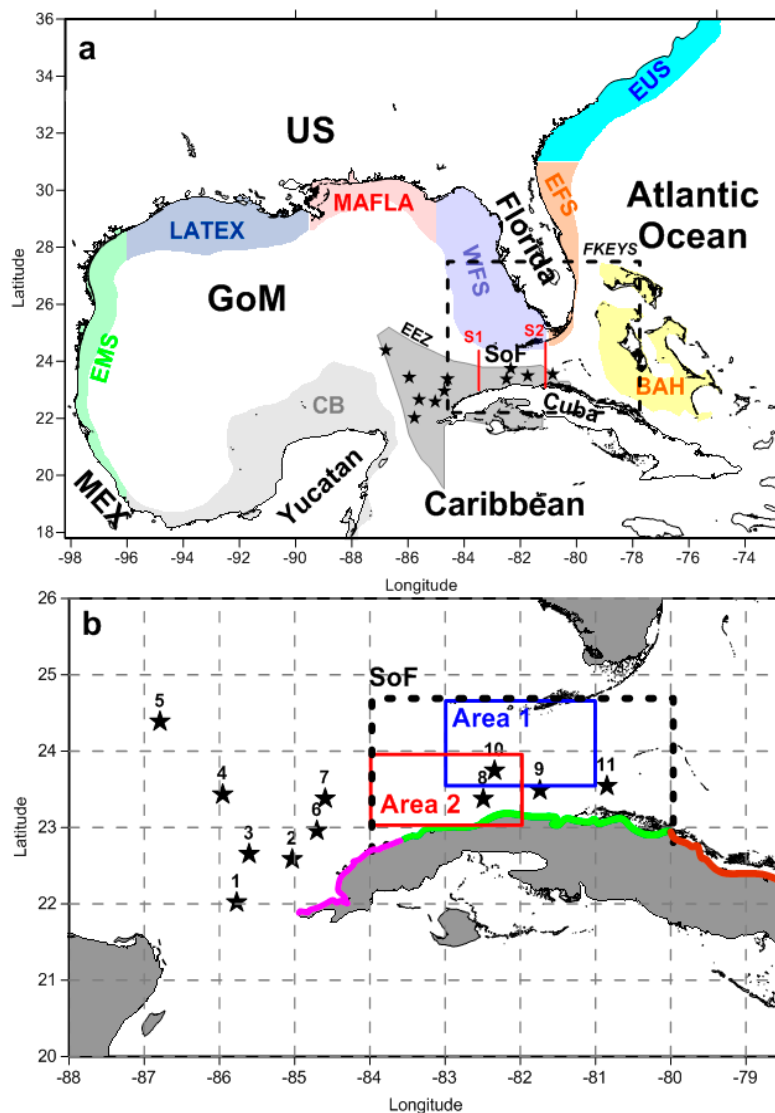 a
36
34
32
30
28
26
24
22
20
18
Latitude
US
EUS
MAFLA
LATEX
EFS
Atlantic
Ocean
Florida
WFS
FKEYS
GoM
EMS
EEZ
S1
S2
SoF
BAH
CB
Cuba
MEX
Yucatan
Caribbean
-98 -96 -94 -92 -90 -88 -86 -84 -82 -80 -78 -76 -74
Longitude
b
26
25
24
23
22
21
20
Latitude
SoF
5
Area 1
4
7
10
8
9
11
6
Area 2
3
2
1
-88 -87 -86 -85 -84 -83 -82 -81 -80 -79
Longitude